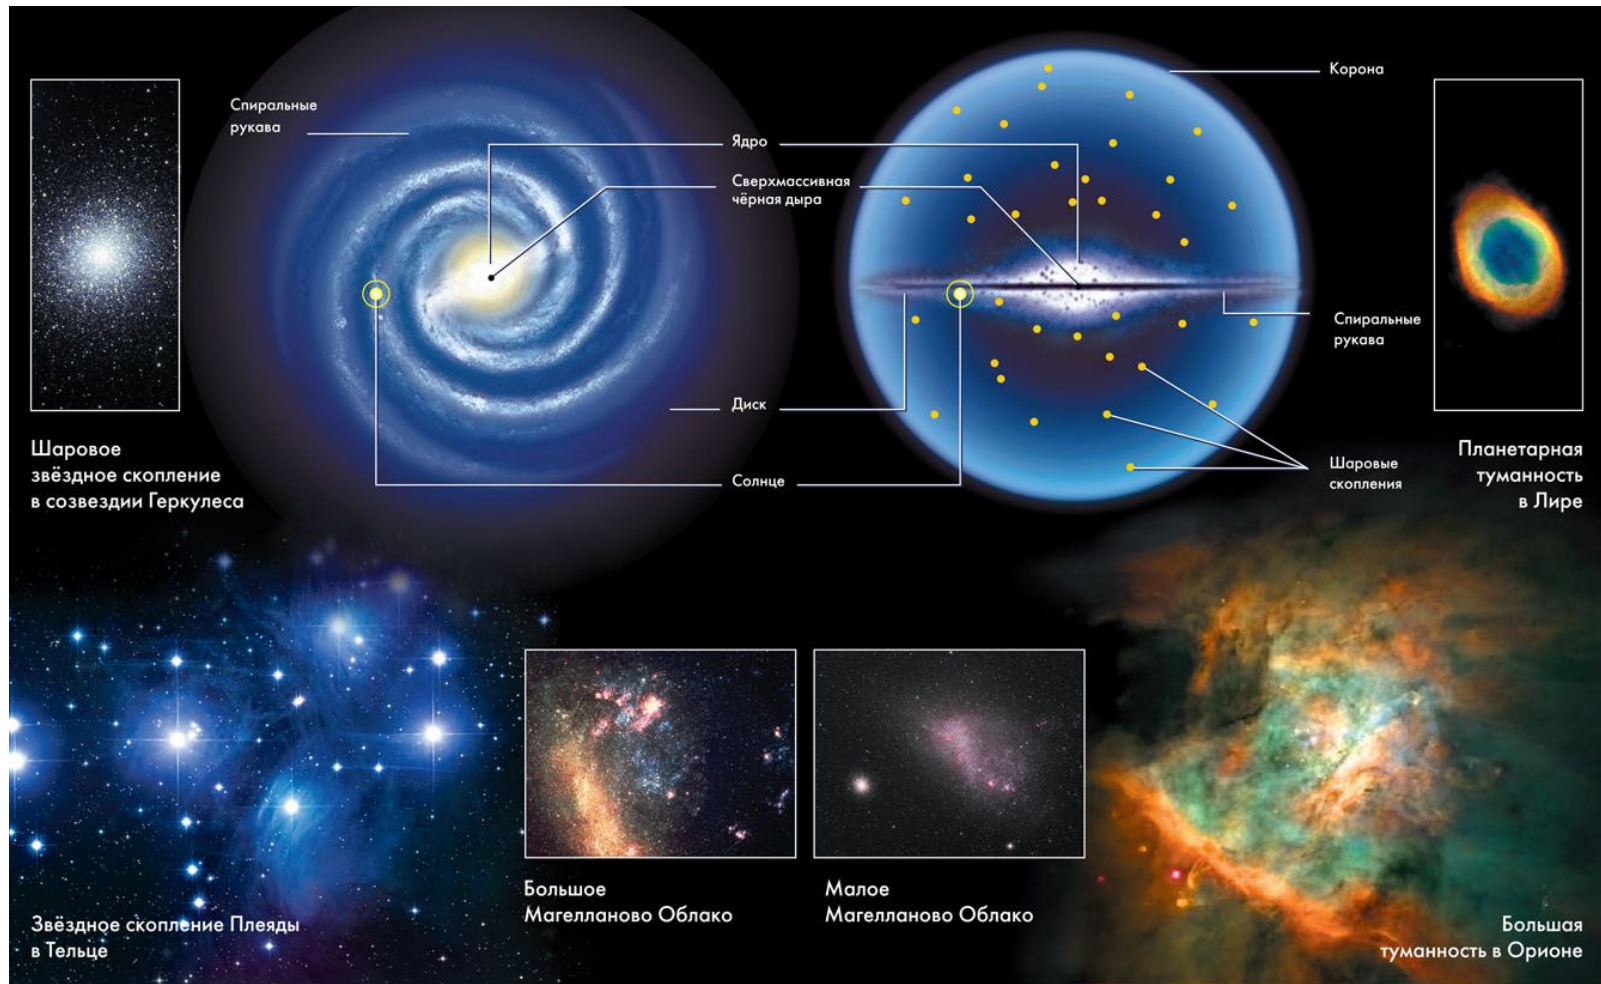 Спиральные
рукава
Ядро
Сверхмассивная
чёрная дыра
Диск
Солнце
Корона
Спиральные
рукава
Шаровые
скопления
Шаровое
звёздное скопление
в созвездии Геркулеса
Планетарная
туманность
в Лире
Звёздное скопление Плеяды
в Тельце
Большое
Магелланово Облако
Малое
Магелланово Облако
Большая
туманность в Орионе